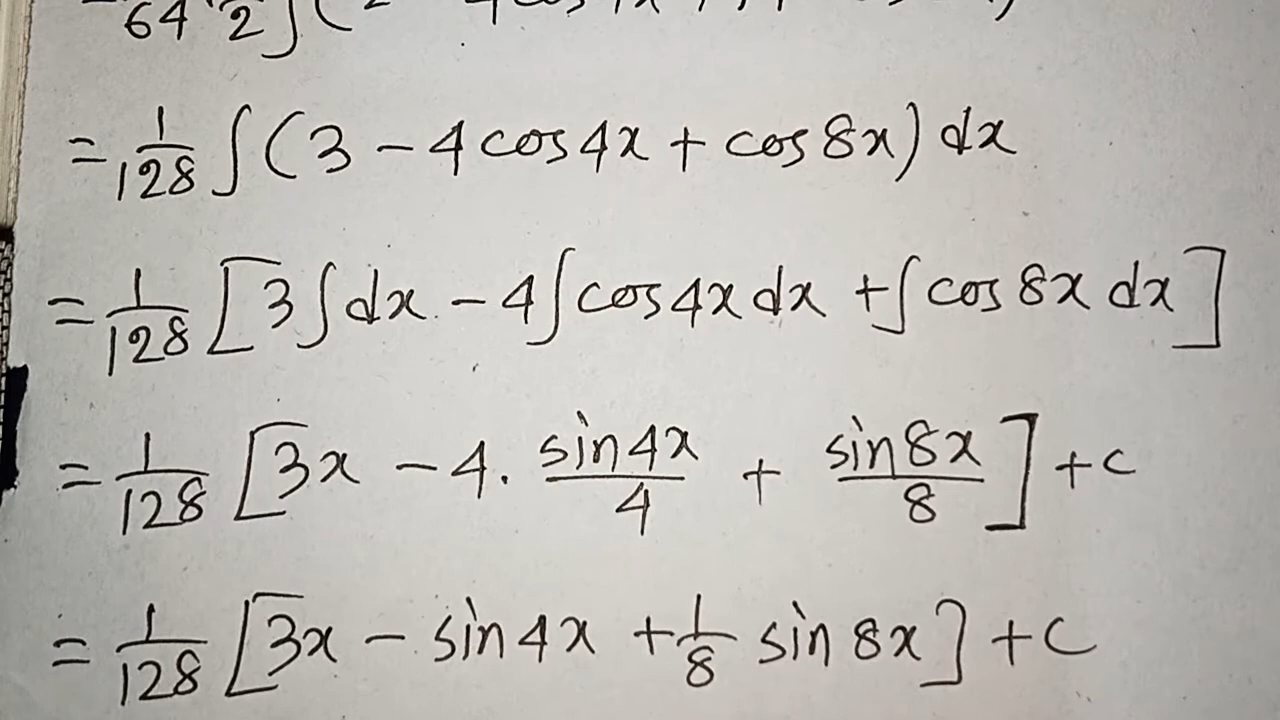 = 1/128 ∫ (3 - 4 cos 4x + cos 8x) dx
= 1/128 [3 ∫ dx - 4 ∫ cos 4x dx + ∫ cos 8x dx]
= 1/128 [3x - 4. sin 4x/4 + sin 8x/8] + c
= 1/128 [3x - sin 4x + 1/8 sin 8x] + c